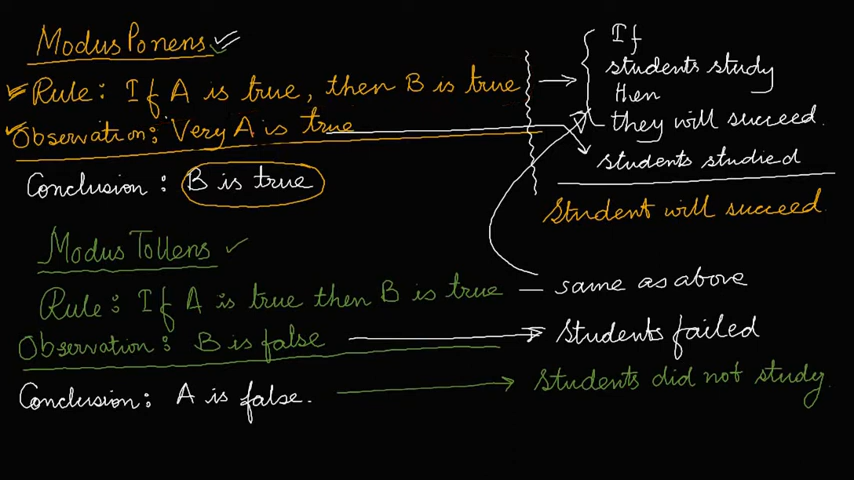 Modus Ponens
Rule: If A is true, then B is true
Observation: Very A is true
Conclusion: B is true
If
students study
then
they will succeed.
students studied
Student will succeed.
Modus Tollens
Rule: If A is true then B is true
same as above
Observation: B is false
Students failed
Conclusion: A is false.
Students did not study.